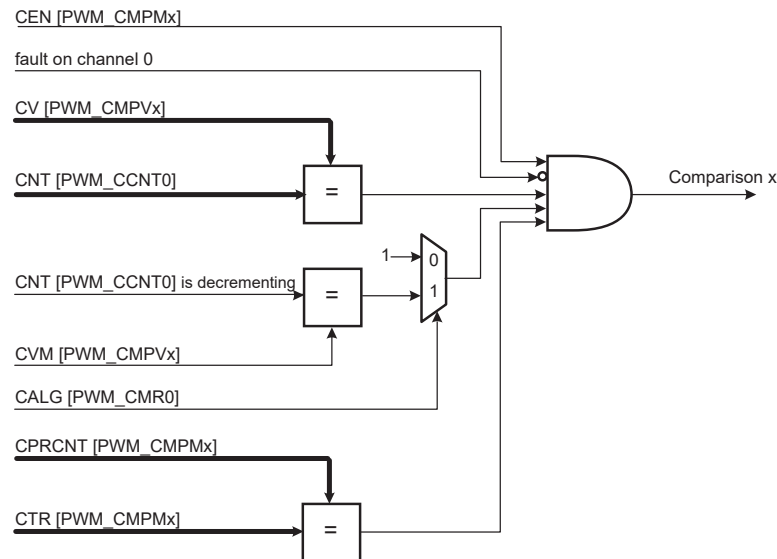 CEN [PWM_CMPMx]
fault on channel 0
CV [PWM_CMPVx]
CNT [PWM_CCNT0]
=
Comparison x
1
0
CNT [PWM_CCNT0] is decrementing
=
1
CVM [PWM_CMPVx]
CALG [PWM_CMR0]
CPRCNT [PWM_CMPMx]
CTR [PWM_CMPMx]
=